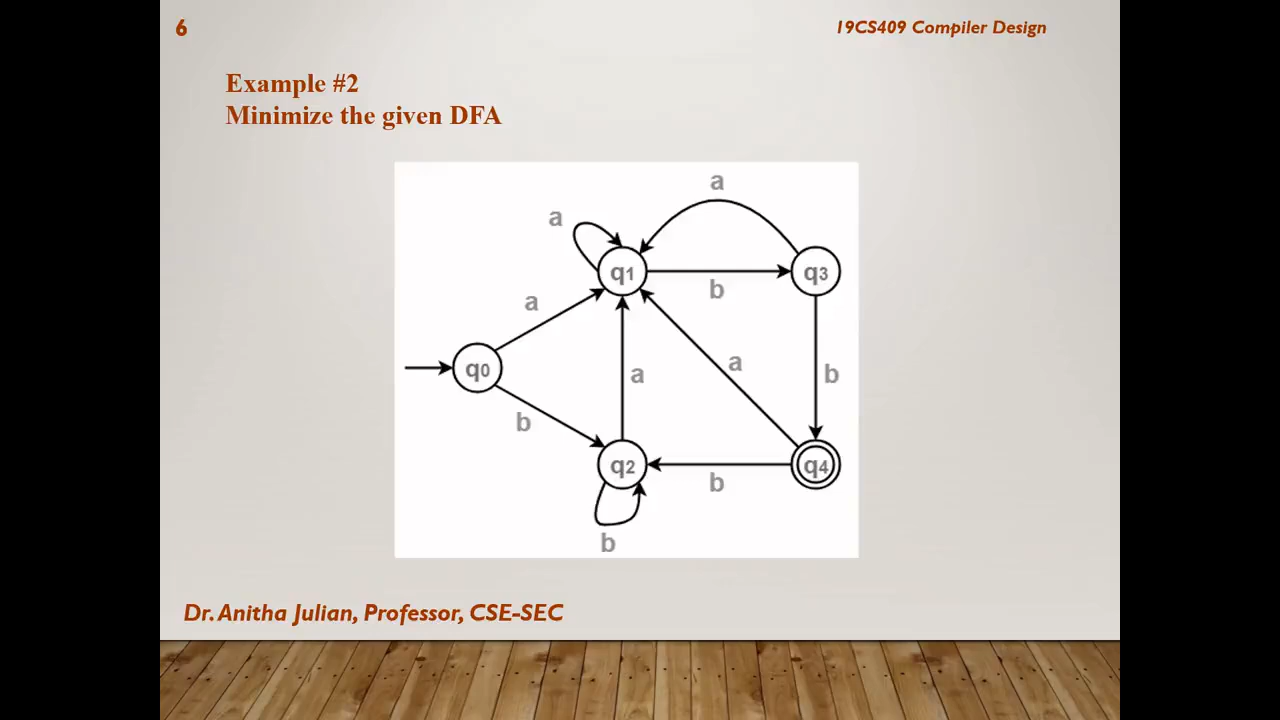 6
19CS409 Compiler Design
Example #2
Minimize the given DFA
a
a
q1
q3
b
a
a
a
b
q0
b
q2
q4
b
b
Dr. Anitha Julian, Professor, CSE-SEC